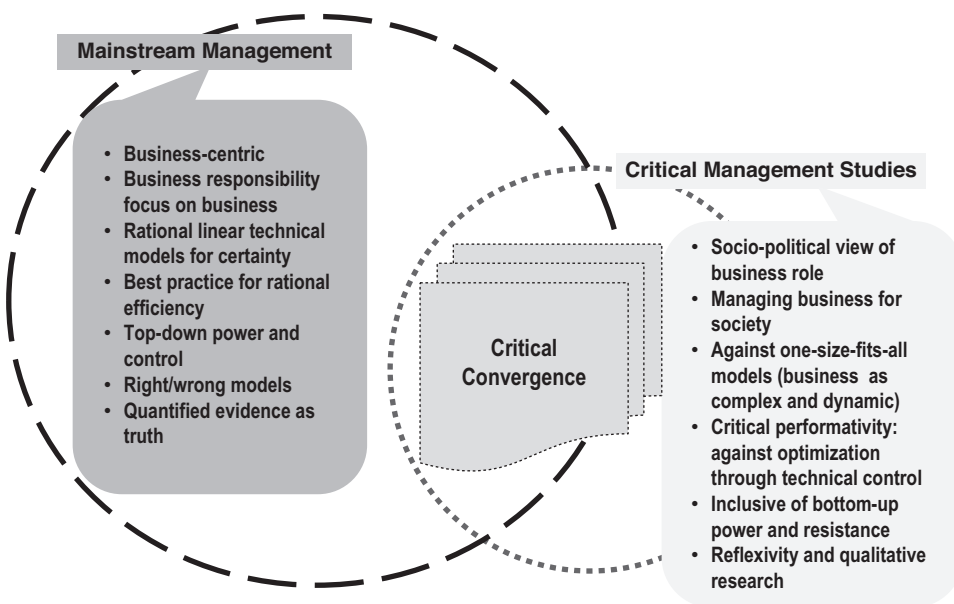 Mainstream Management
• Business-centric
• Business responsibility
focus on business
• Rational linear technical
models for certainty
• Best practice for rational
efficiency
• Top-down power and
control
• Right/wrong models
• Quantified evidence as
truth
Critical
Convergence
Critical Management Studies
• Socio-political view of
business role
• Managing business for
society
• Against one-size-fits-all
models (business as
complex and dynamic)
• Critical performativity:
against optimization
through technical control
• Inclusive of bottom-up
power and resistance
• Reflexivity and qualitative
research